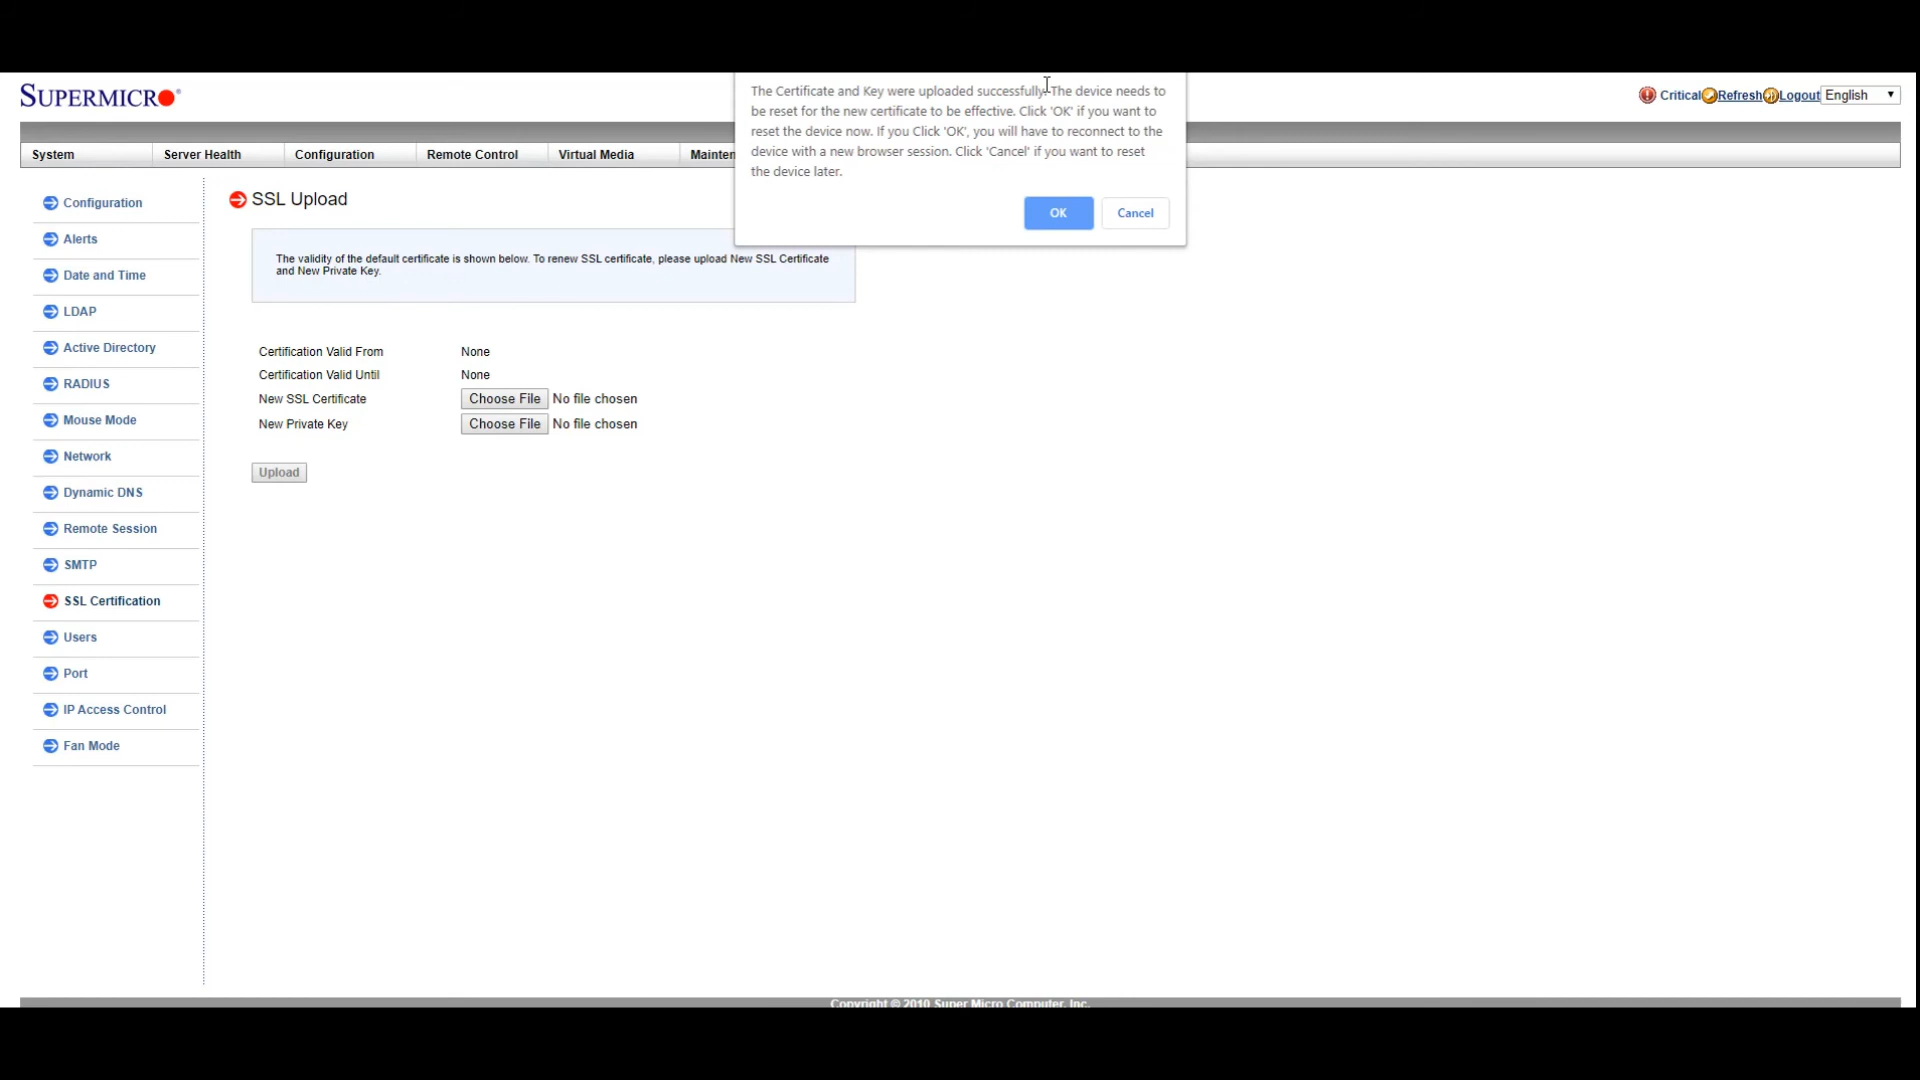 SUPERMICRO
Critical Refresh Logout English
The Certificate and Key were uploaded successfully. The device needs to
be reset for the new certificate to be effective. Click 'OK' if you want to
reset the device now. If you Click 'OK', you will have to reconnect to the
device with a new browser session. Click 'Cancel' if you want to reset
the device later.
OK Cancel
System Server Health Configuration Remote Control Virtual Media Mainten
Configuration
Alerts
Date and Time
LDAP
Active Directory
RADIUS
Mouse Mode
Network
Dynamic DNS
Remote Session
SMTP
SSL Certification
Users
Port
IP Access Control
Fan Mode
SSL Upload
The validity of the default certificate is shown below. To renew SSL certificate, please upload New SSL Certificate
and New Private Key.
Certification Valid From None
Certification Valid Until None
New SSL Certificate Choose File No file chosen
New Private Key Choose File No file chosen
Upload
Copyright © 2010 Super Micro Computer, Inc.